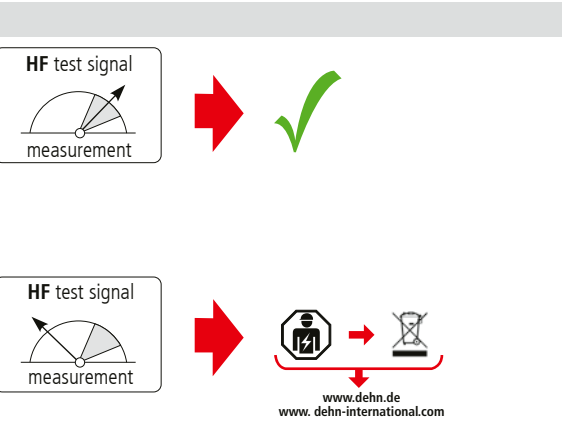 HF test signal
measurement
HF test signal
measurement
www.dehn.de
www. dehn-international.com